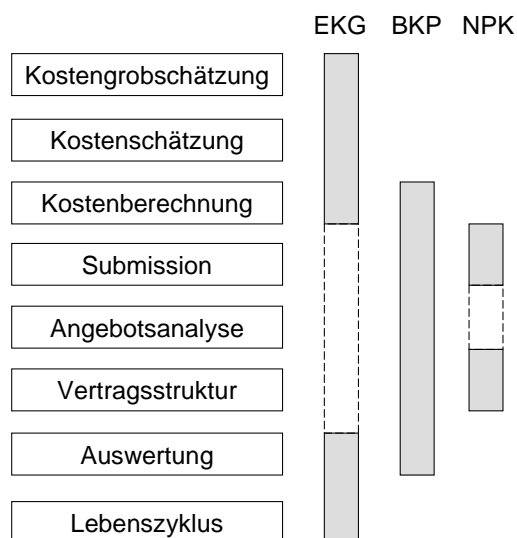 EKG BKP NPK
Kostengrobschätzung
Kostenschätzung
Kostenberechnung
Submission
Angebotsanalyse
Vertragsstruktur
Auswertung
Lebenszyklus